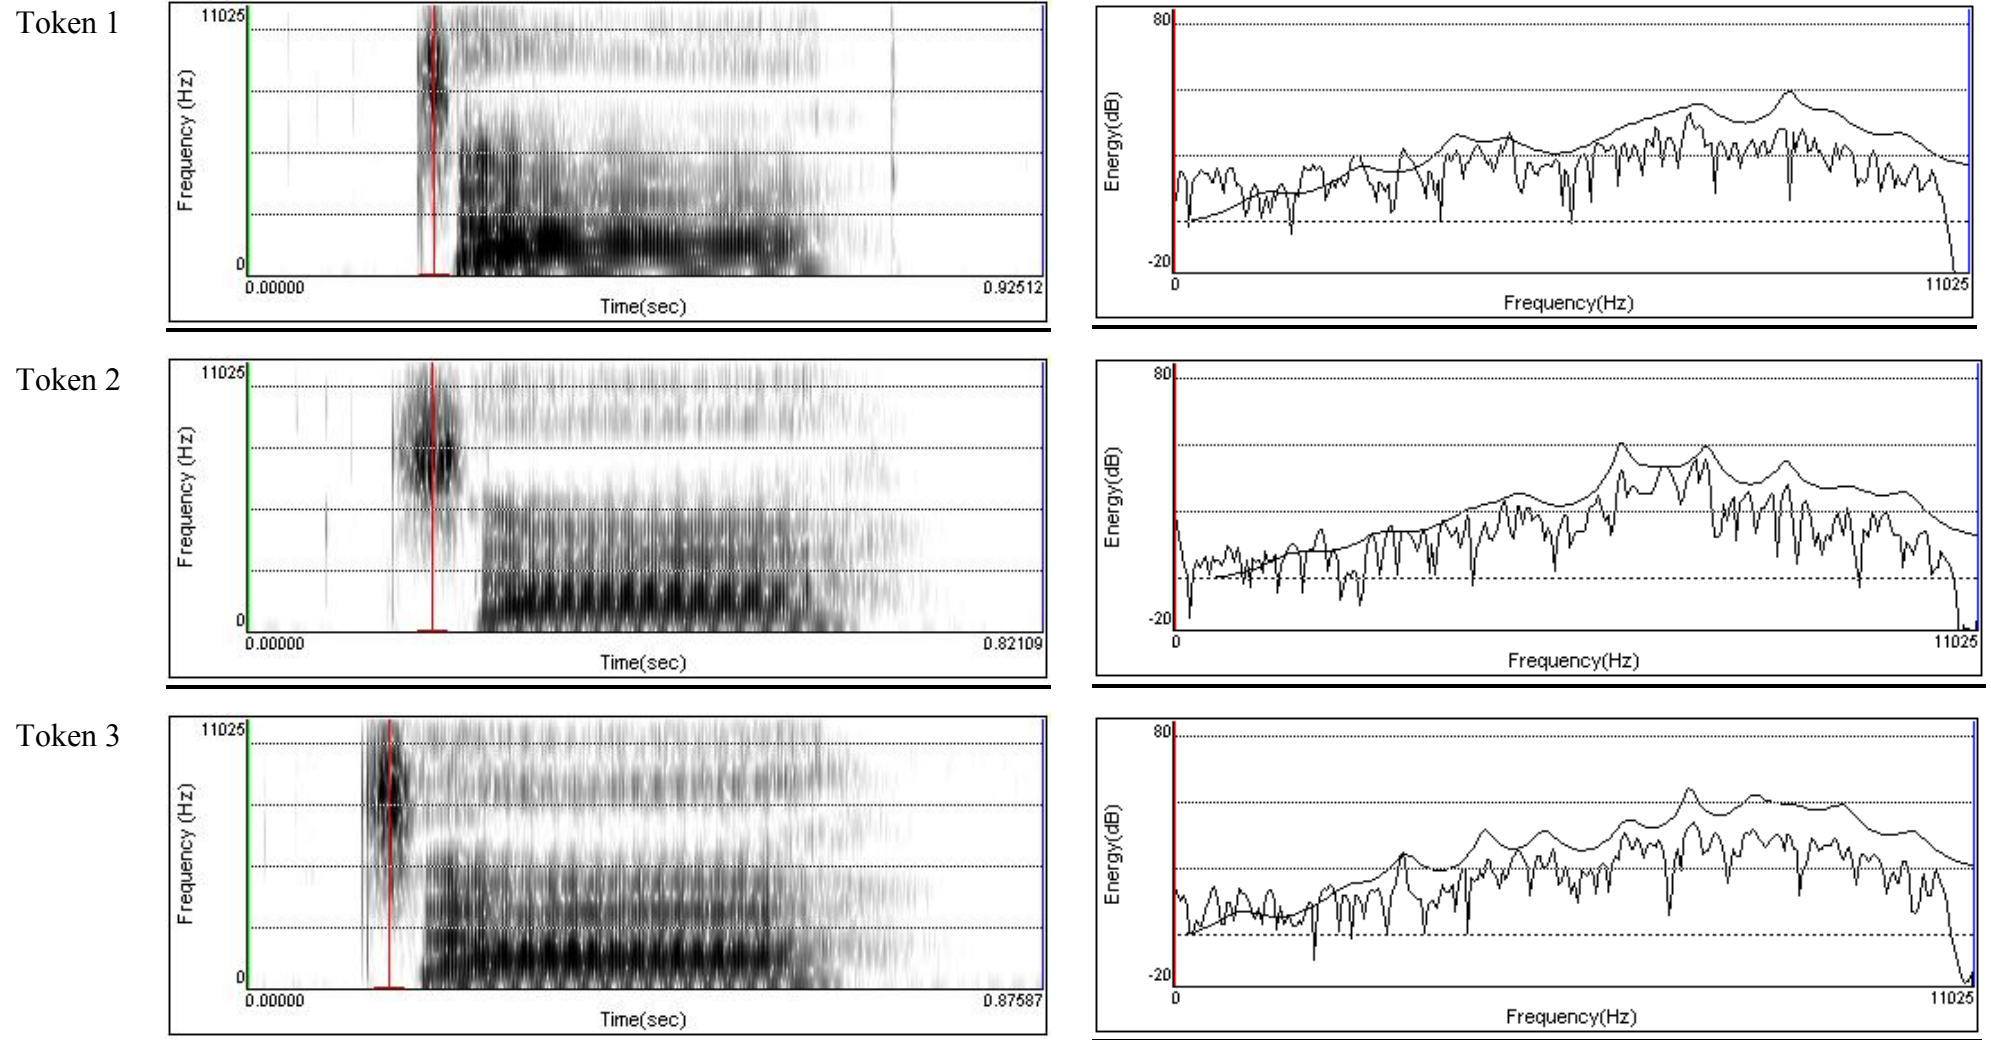 Token 1
11025
Frequency (Hz)
0
0.00000
0.92512
Time(sec)
80
Energy(dB)
-20
0
11025
Frequency(Hz)
Token 2
11025
Frequency (Hz)
0
0.00000
0.82109
Time(sec)
80
Energy(dB)
-20
0
11025
Frequency(Hz)
Token 3
11025
Frequency (Hz)
0
0.00000
0.87587
Time(sec)
80
Energy(dB)
-20
0
11025
Frequency(Hz)